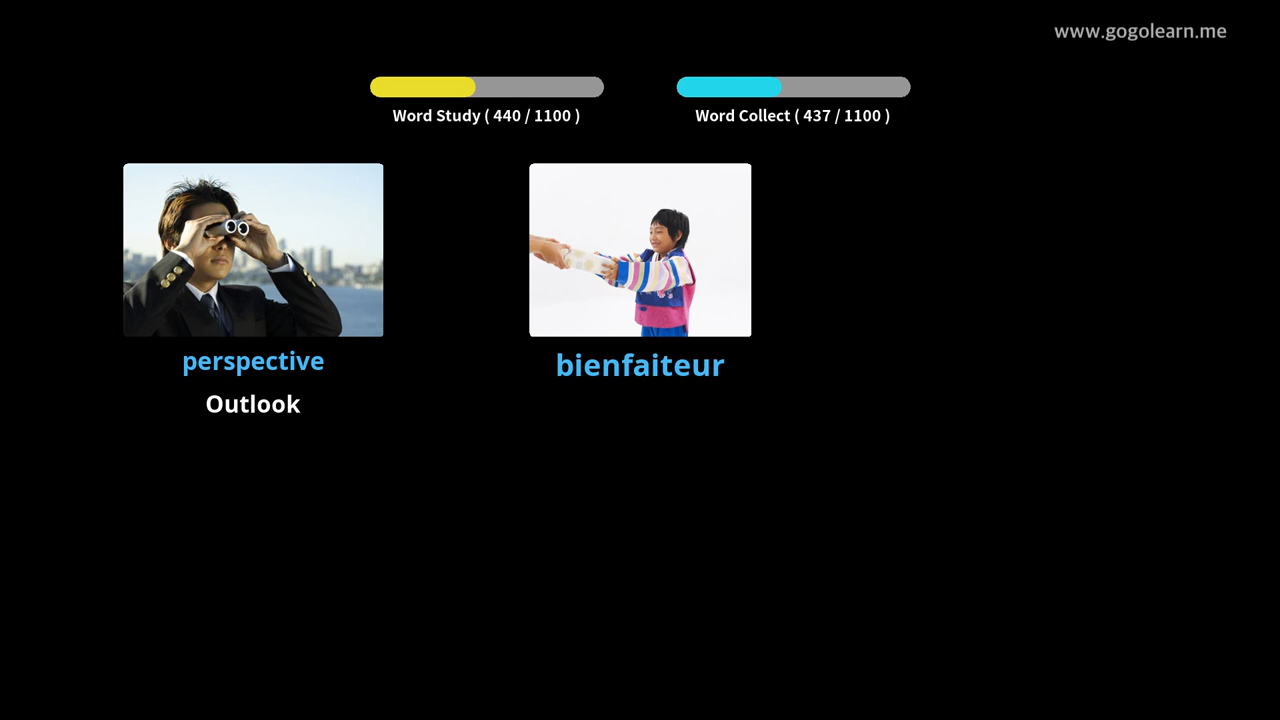 www.gogolearn.me
Word Study ( 440 / 1100 )
Word Collect ( 437 / 1100 )
perspective
Outlook
bienfaiteur